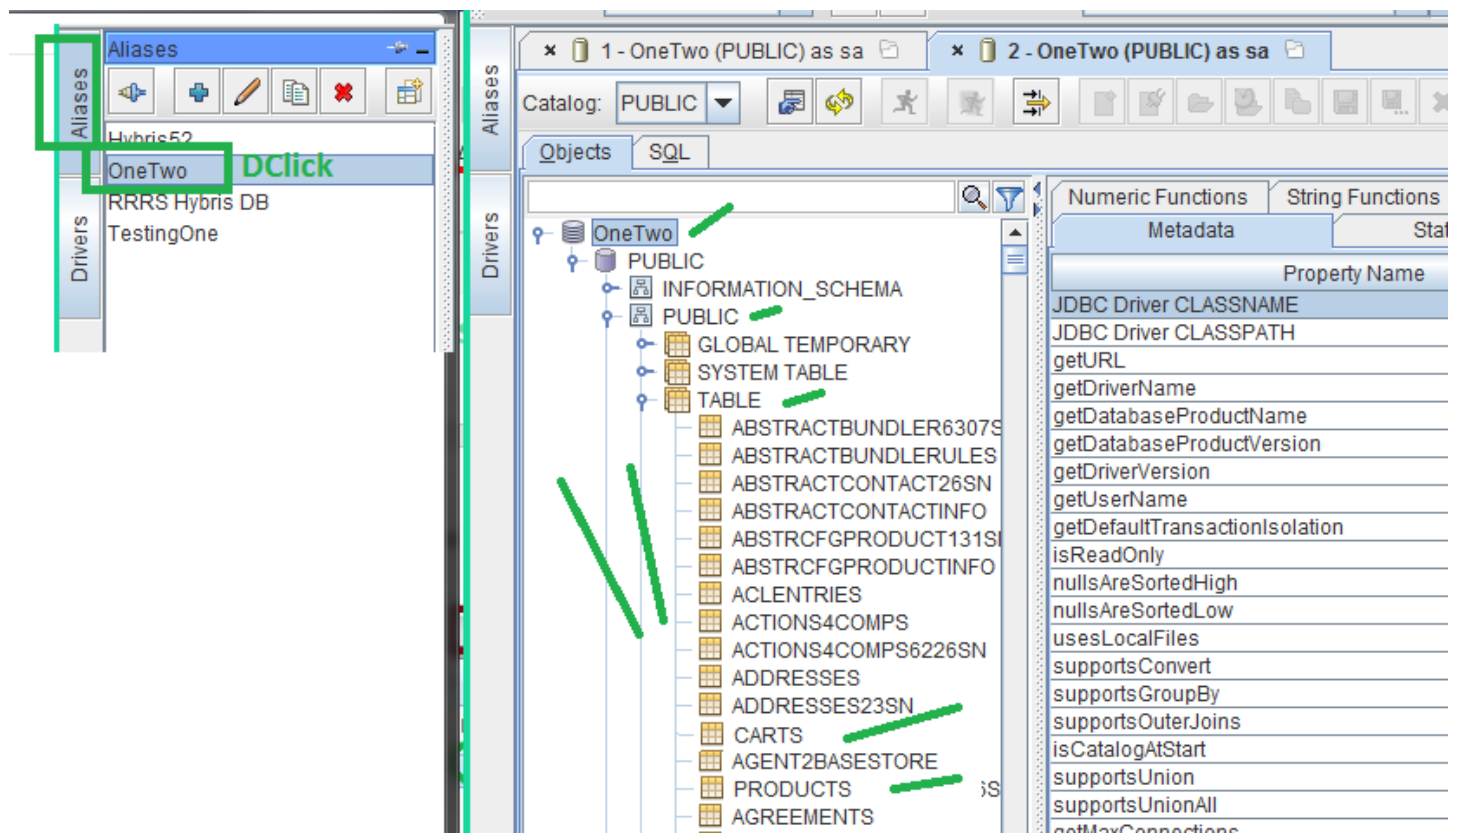 Aliases
Aliases
Hybris52
OneTwo
DClick
RRRS Hybris DB
TestingOne
Drivers
Aliases
Drivers
1 - OneTwo (PUBLIC) as sa
2 - OneTwo (PUBLIC) as sa
Catalog: PUBLIC
Objects
SQL
OneTwo
PUBLIC
INFORMATION_SCHEMA
PUBLIC
GLOBAL TEMPORARY
SYSTEM TABLE
TABLE
ABSTRACTBUNDLER6307S
ABSTRACTBUNDLERULES
ABSTRACTCONTACT26SN
ABSTRACTCONTACTINFO
ABSTRCFGPRODUCT131S
ABSTRCFGPRODUCTINFO
ACLENTRIES
ACTIONS4COMPS
ACTIONS4COMPS6226SN
ADDRESSES
ADDRESSES23SN
CARTS
AGENT2BASESTORE
PRODUCTS
AGREEMENTS
Numeric Functions
String Functions
Metadata
Stat
Property Name
JDBC Driver CLASSNAME
JDBC Driver CLASSPATH
getURL
getDriverName
getDatabaseProductName
getDatabaseProductVersion
getDriverVersion
getUserName
getDefaultTransactionIsolation
isReadOnly
nullsAreSortedHigh
nullsAreSortedLow
usesLocalFiles
supportsConvert
supportsGroupBy
supportsOuterJoins
isCatalogAtStart
supportsUnion
supportsUnionAll
getMaxConnections